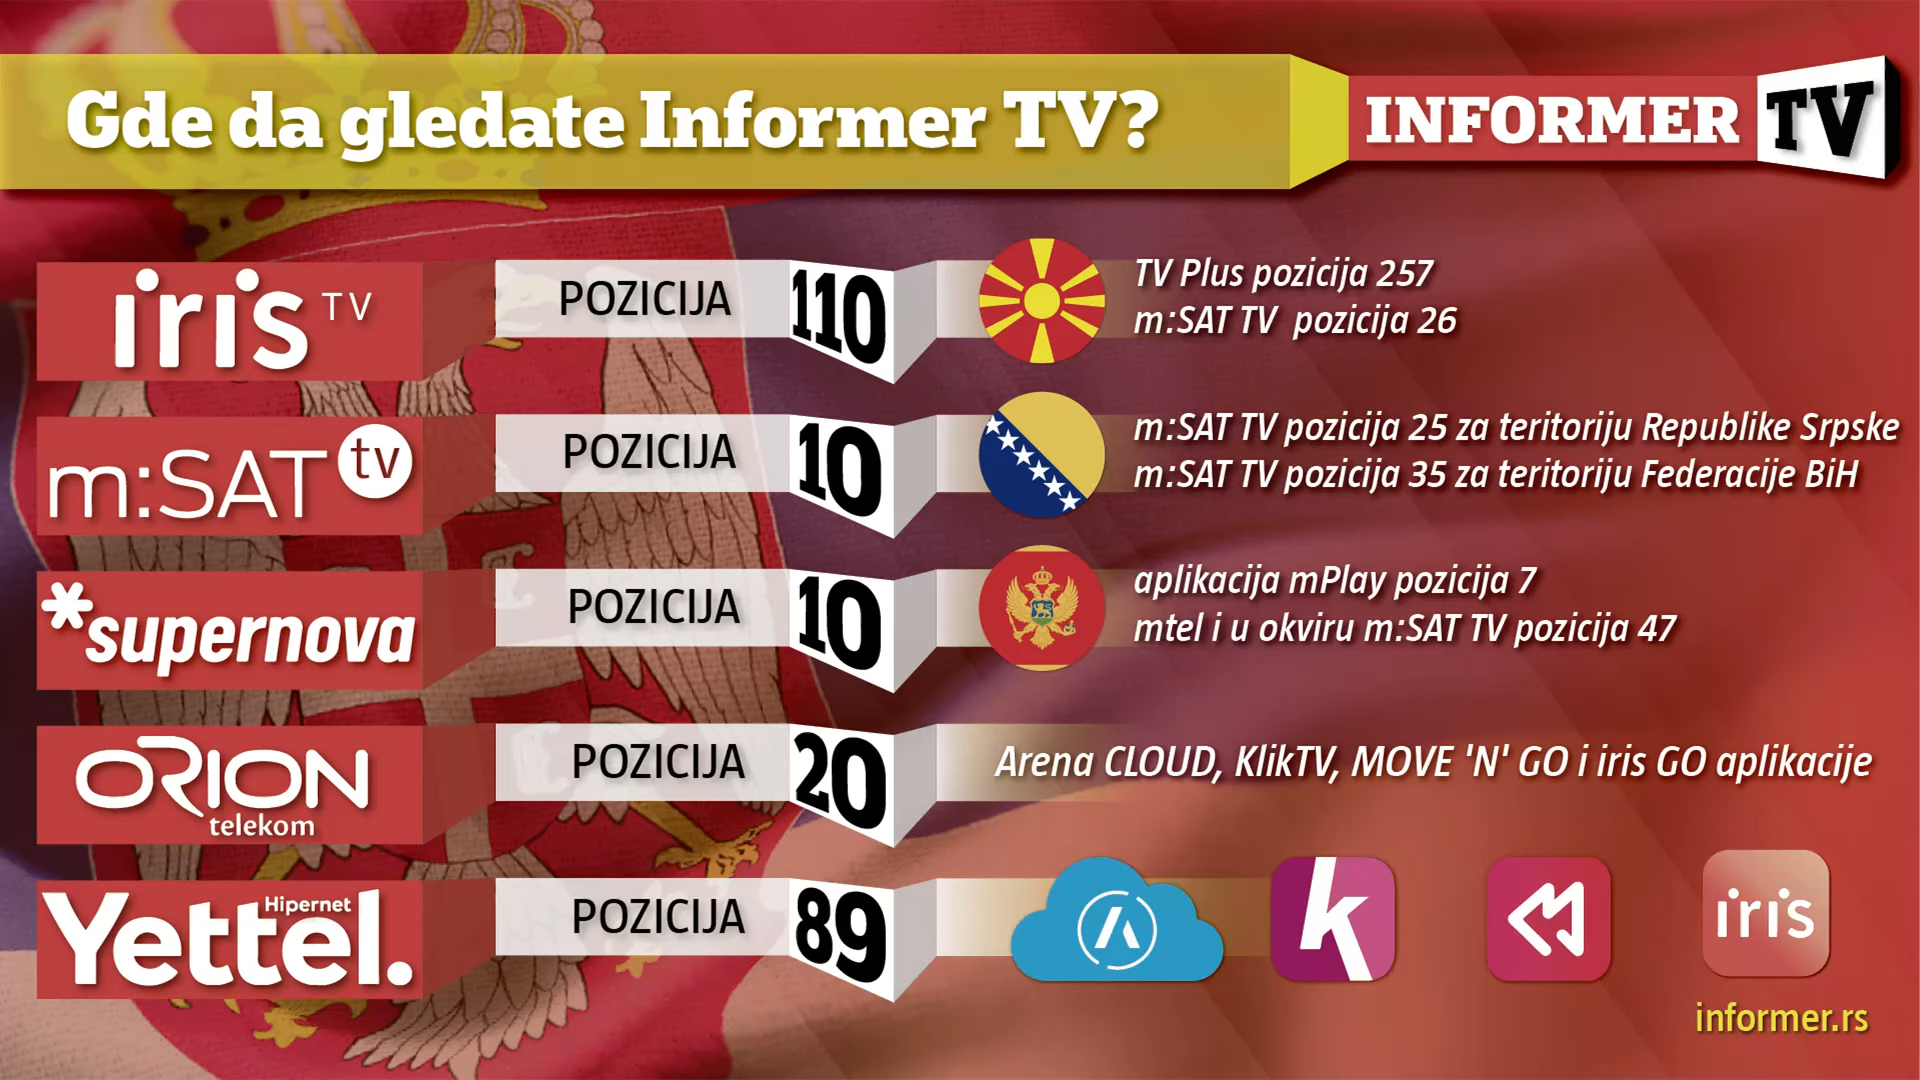 Gde da gledate Informer TV?
INFORMER TV
iris TV
POZICIJA 110
TV Plus pozicija 257
m:SAT TV pozicija 26
m:SAT tv
POZICIJA 10
m:SAT TV pozicija 25 za teritoriju Republike Srpske
m:SAT TV pozicija 35 za teritoriju Federacije BiH
*supernova
POZICIJA 10
aplikacija mPlay pozicija 7
mtel i u okviru m:SAT TV pozicija 47
ORION
telekom
POZICIJA 20
Arena CLOUD, KlikTV, MOVE 'N' GO i iris GO aplikacije
Hipernet
Yettel.
POZICIJA 89
k
iris
informer.rs